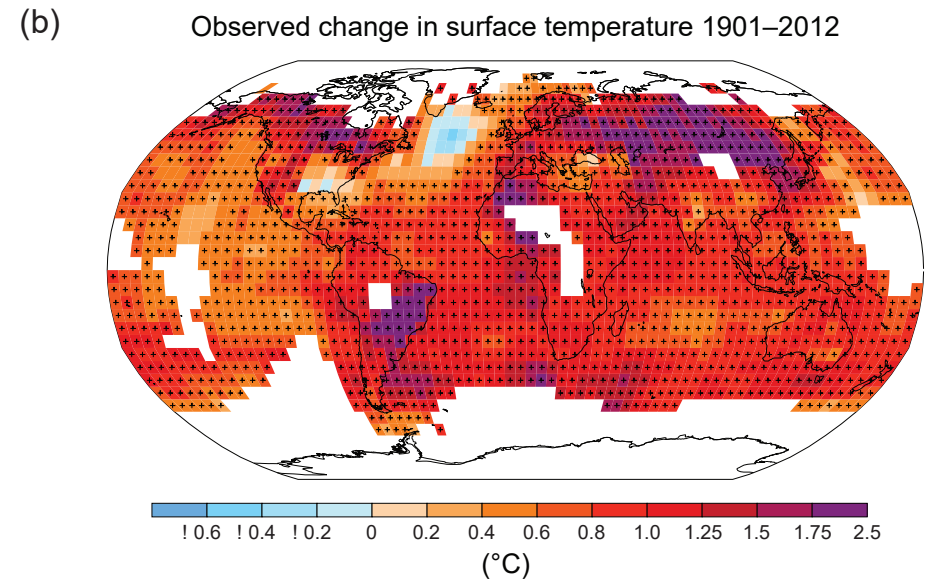 (b)
Observed change in surface temperature 1901–2012
! 0.6 ! 0.4 ! 0.2 0 0.2 0.4 0.6 0.8 1.0 1.25 1.5 1.75 2.5
(°C)